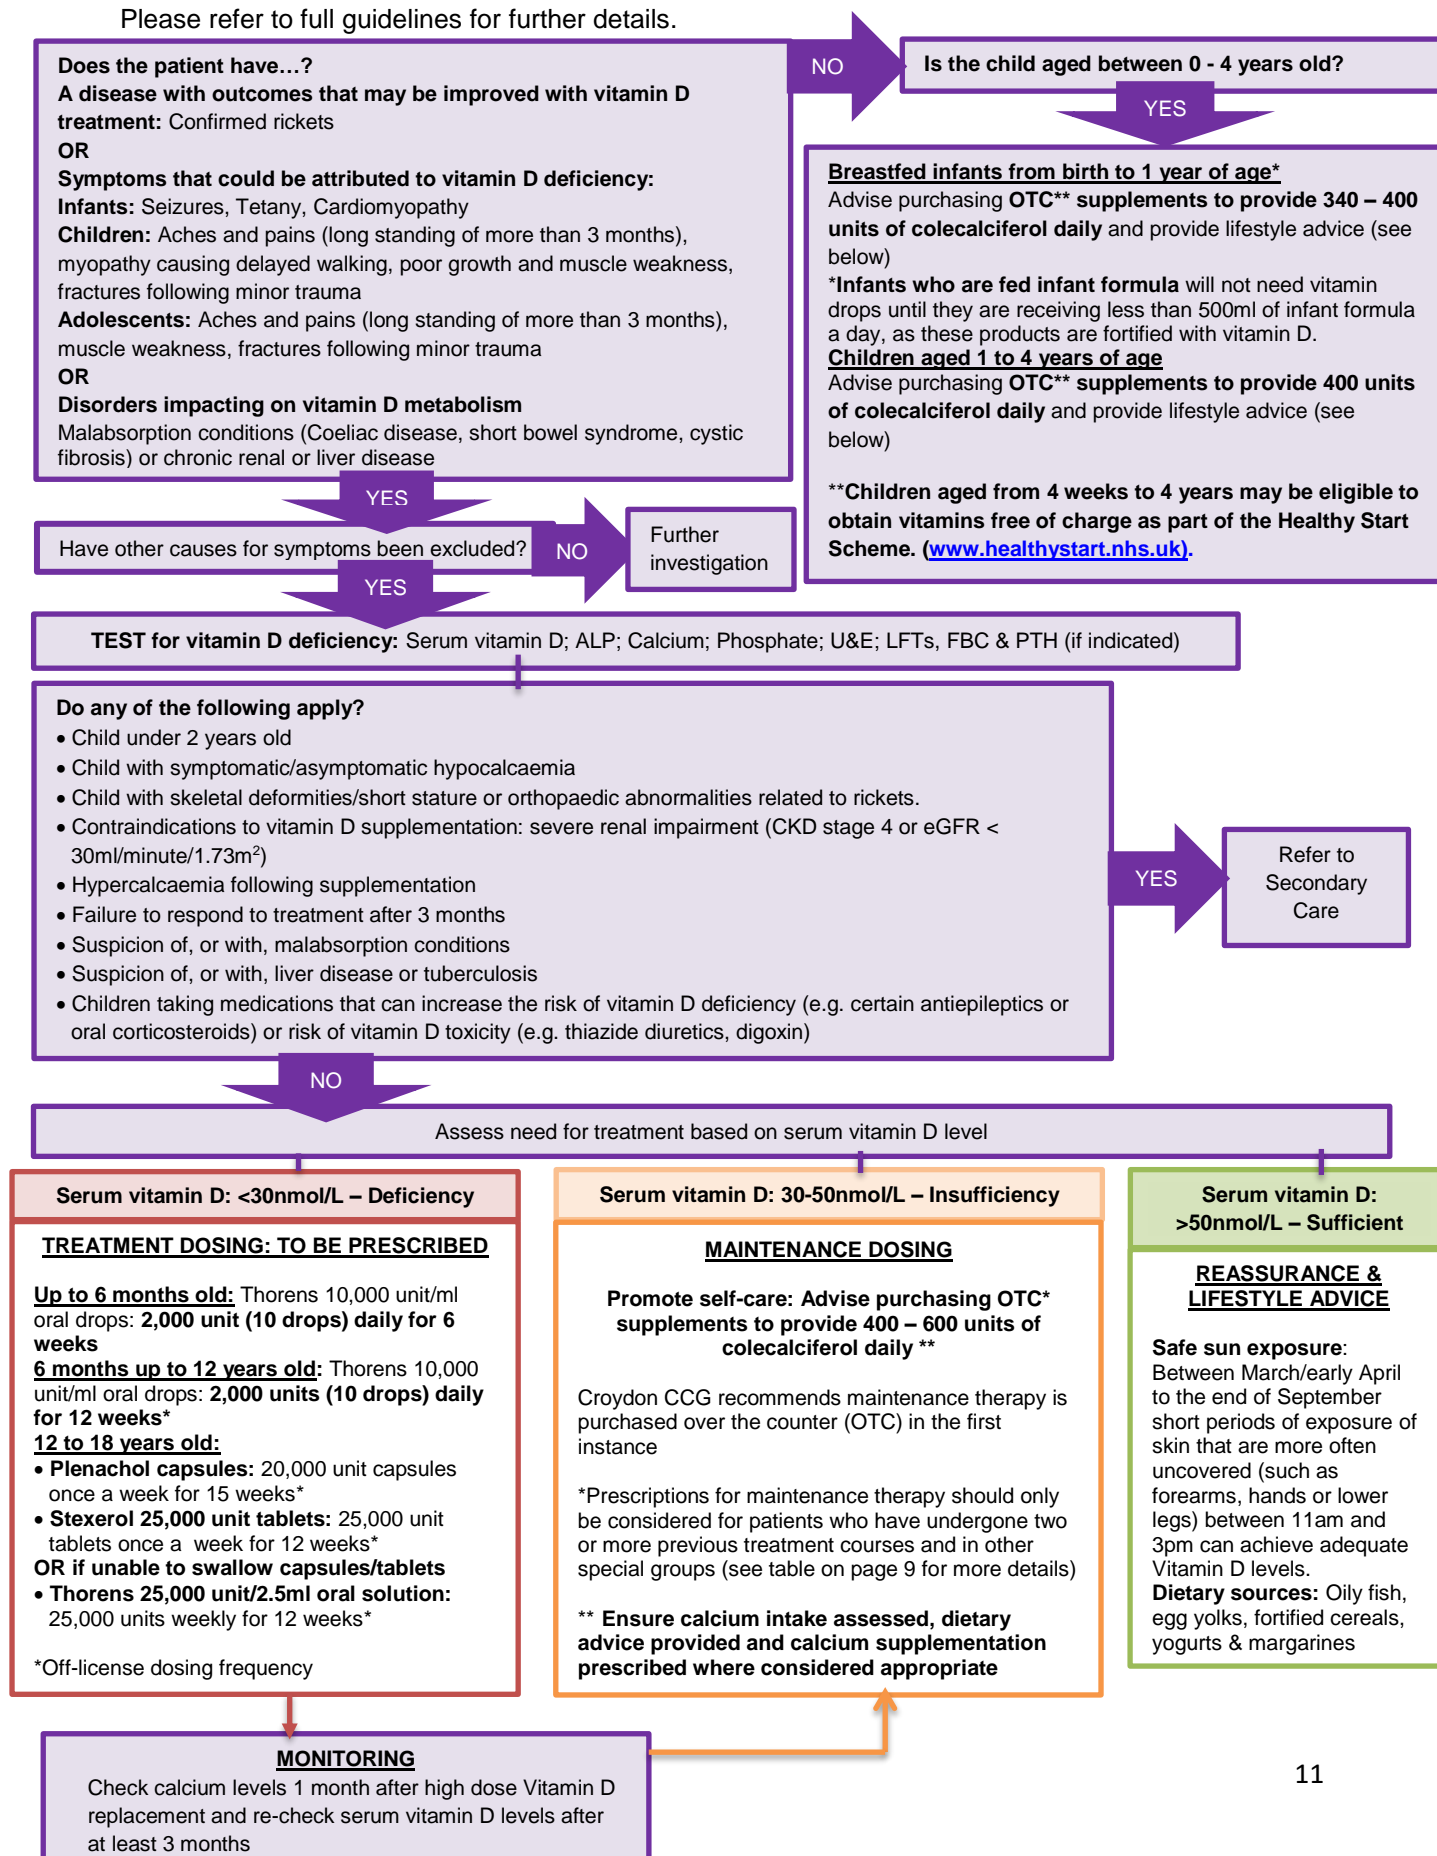 Please refer to full guidelines for further details.
Does the patient have…?
A disease with outcomes that may be improved with vitamin D
treatment: Confirmed rickets
OR
Symptoms that could be attributed to vitamin D deficiency:
Infants: Seizures, Tetany, Cardiomyopathy
Children: Aches and pains (long standing of more than 3 months),
myopathy causing delayed walking, poor growth and muscle weakness,
fractures following minor trauma
Adolescents: Aches and pains (long standing of more than 3 months),
muscle weakness, fractures following minor trauma
OR
Disorders impacting on vitamin D metabolism
Malabsorption conditions (Coeliac disease, short bowel syndrome, cystic
fibrosis) or chronic renal or liver disease
NO
Is the child aged between 0 - 4 years old?
YES
Breastfed infants from birth to 1 year of age*
Advise purchasing OTC** supplements to provide 340 – 400
units of colecalciferol daily and provide lifestyle advice (see
below)
*Infants who are fed infant formula will not need vitamin
drops until they are receiving less than 500ml of infant formula
a day, as these products are fortified with vitamin D.
Children aged 1 to 4 years of age
Advise purchasing OTC** supplements to provide 400 units
of colecalciferol daily and provide lifestyle advice (see
below)
**Children aged from 4 weeks to 4 years may be eligible to
obtain vitamins free of charge as part of the Healthy Start
Scheme. (www.healthystart.nhs.uk).
YES
Have other causes for symptoms been excluded?
NO
Further
investigation
YES
TEST for vitamin D deficiency: Serum vitamin D; ALP; Calcium; Phosphate; U&E; LFTs, FBC & PTH (if indicated)
Do any of the following apply?
• Child under 2 years old
• Child with symptomatic/asymptomatic hypocalcaemia
• Child with skeletal deformities/short stature or orthopaedic abnormalities related to rickets.
• Contraindications to vitamin D supplementation: severe renal impairment (CKD stage 4 or eGFR <
30ml/minute/1.73m²)
• Hypercalcaemia following supplementation
• Failure to respond to treatment after 3 months
• Suspicion of, or with, malabsorption conditions
• Suspicion of, or with, liver disease or tuberculosis
• Children taking medications that can increase the risk of vitamin D deficiency (e.g. certain antiepileptics or
oral corticosteroids) or risk of vitamin D toxicity (e.g. thiazide diuretics, digoxin)
YES
Refer to
Secondary
Care
NO
Assess need for treatment based on serum vitamin D level
Serum vitamin D: <30nmol/L – Deficiency
TREATMENT DOSING: TO BE PRESCRIBED
Up to 6 months old: Thorens 10,000 unit/ml
oral drops: 2,000 unit (10 drops) daily for 6
weeks
6 months up to 12 years old: Thorens 10,000
unit/ml oral drops: 2,000 units (10 drops) daily
for 12 weeks*
12 to 18 years old:
• Plenachol capsules: 20,000 unit capsules
once a week for 15 weeks*
• Stexerol 25,000 unit tablets: 25,000 unit
tablets once a week for 12 weeks*
OR if unable to swallow capsules/tablets
• Thorens 25,000 unit/2.5ml oral solution:
25,000 units weekly for 12 weeks*
*Off-license dosing frequency
Serum vitamin D: 30-50nmol/L – Insufficiency
MAINTENANCE DOSING
Promote self-care: Advise purchasing OTC*
supplements to provide 400 – 600 units of
colecalciferol daily **
Croydon CCG recommends maintenance therapy is
purchased over the counter (OTC) in the first
instance
*Prescriptions for maintenance therapy should only
be considered for patients who have undergone two
or more previous treatment courses and in other
special groups (see table on page 9 for more details)
** Ensure calcium intake assessed, dietary
advice provided and calcium supplementation
prescribed where considered appropriate
Serum vitamin D:
>50nmol/L – Sufficient
REASSURANCE &
LIFESTYLE ADVICE
Safe sun exposure:
Between March/early April
to the end of September
short periods of exposure of
skin that are more often
uncovered (such as
forearms, hands or lower
legs) between 11am and
3pm can achieve adequate
Vitamin D levels.
Dietary sources: Oily fish,
egg yolks, fortified cereals,
yogurts & margarines
MONITORING
Check calcium levels 1 month after high dose Vitamin D
replacement and re-check serum vitamin D levels after
at least 3 months
11